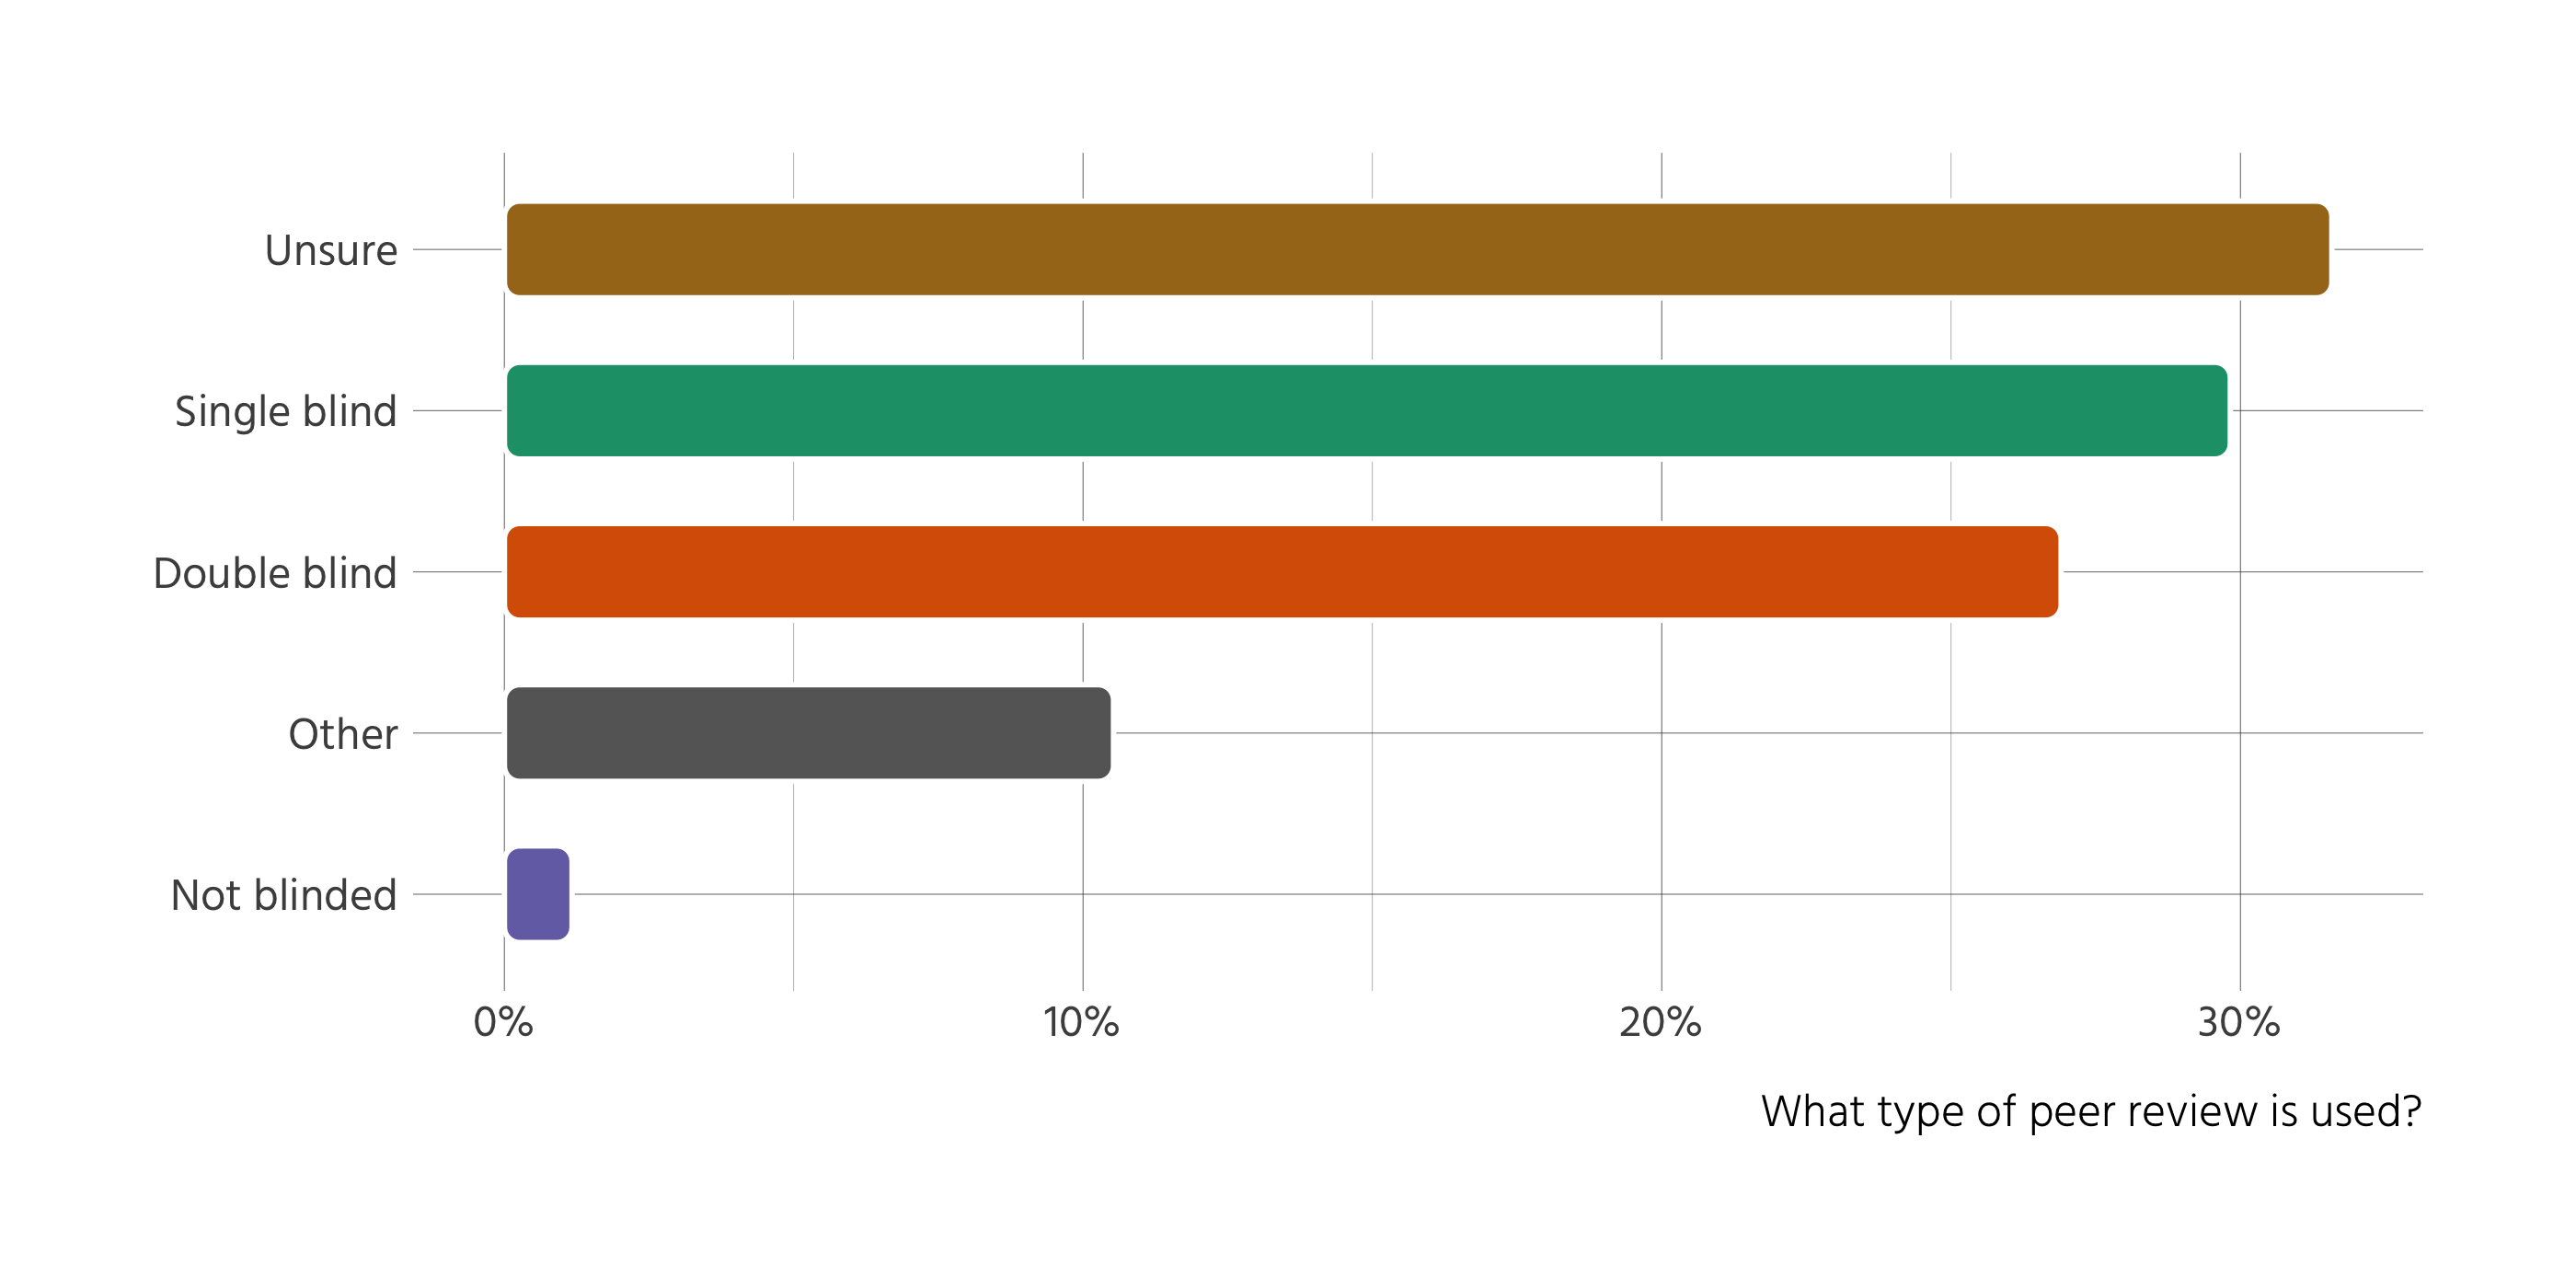 Unsure
Single blind
Double blind
Other
Not blinded
0% 10% 20% 30%
What type of peer review is used?